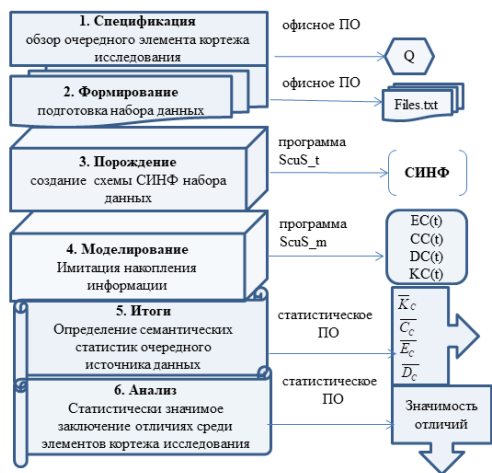 1. Спецификация
обзор очередного элемента кортежа
исследования
офисное ПО
Q
2. Формирование
подготовка набора данных
офисное ПО
Files.txt
3. Порождение
создание схемы СИНФ набора
данных
программа
ScuS_t
СИНФ
4. Моделирование
Имитация накопления
информации
программа
ScuS_m
EC(t)
CC(t)
DC(t)
KC(t)
5. Итоги
Определение семантических
статистик очередного
источника данных
статистическое
ПО
K_C
C_C
E_C
D_C
6. Анализ
Статистически значимое
заключение отличиях среди
элементов кортежа исследования
статистическое
ПО
Значимость
отличий